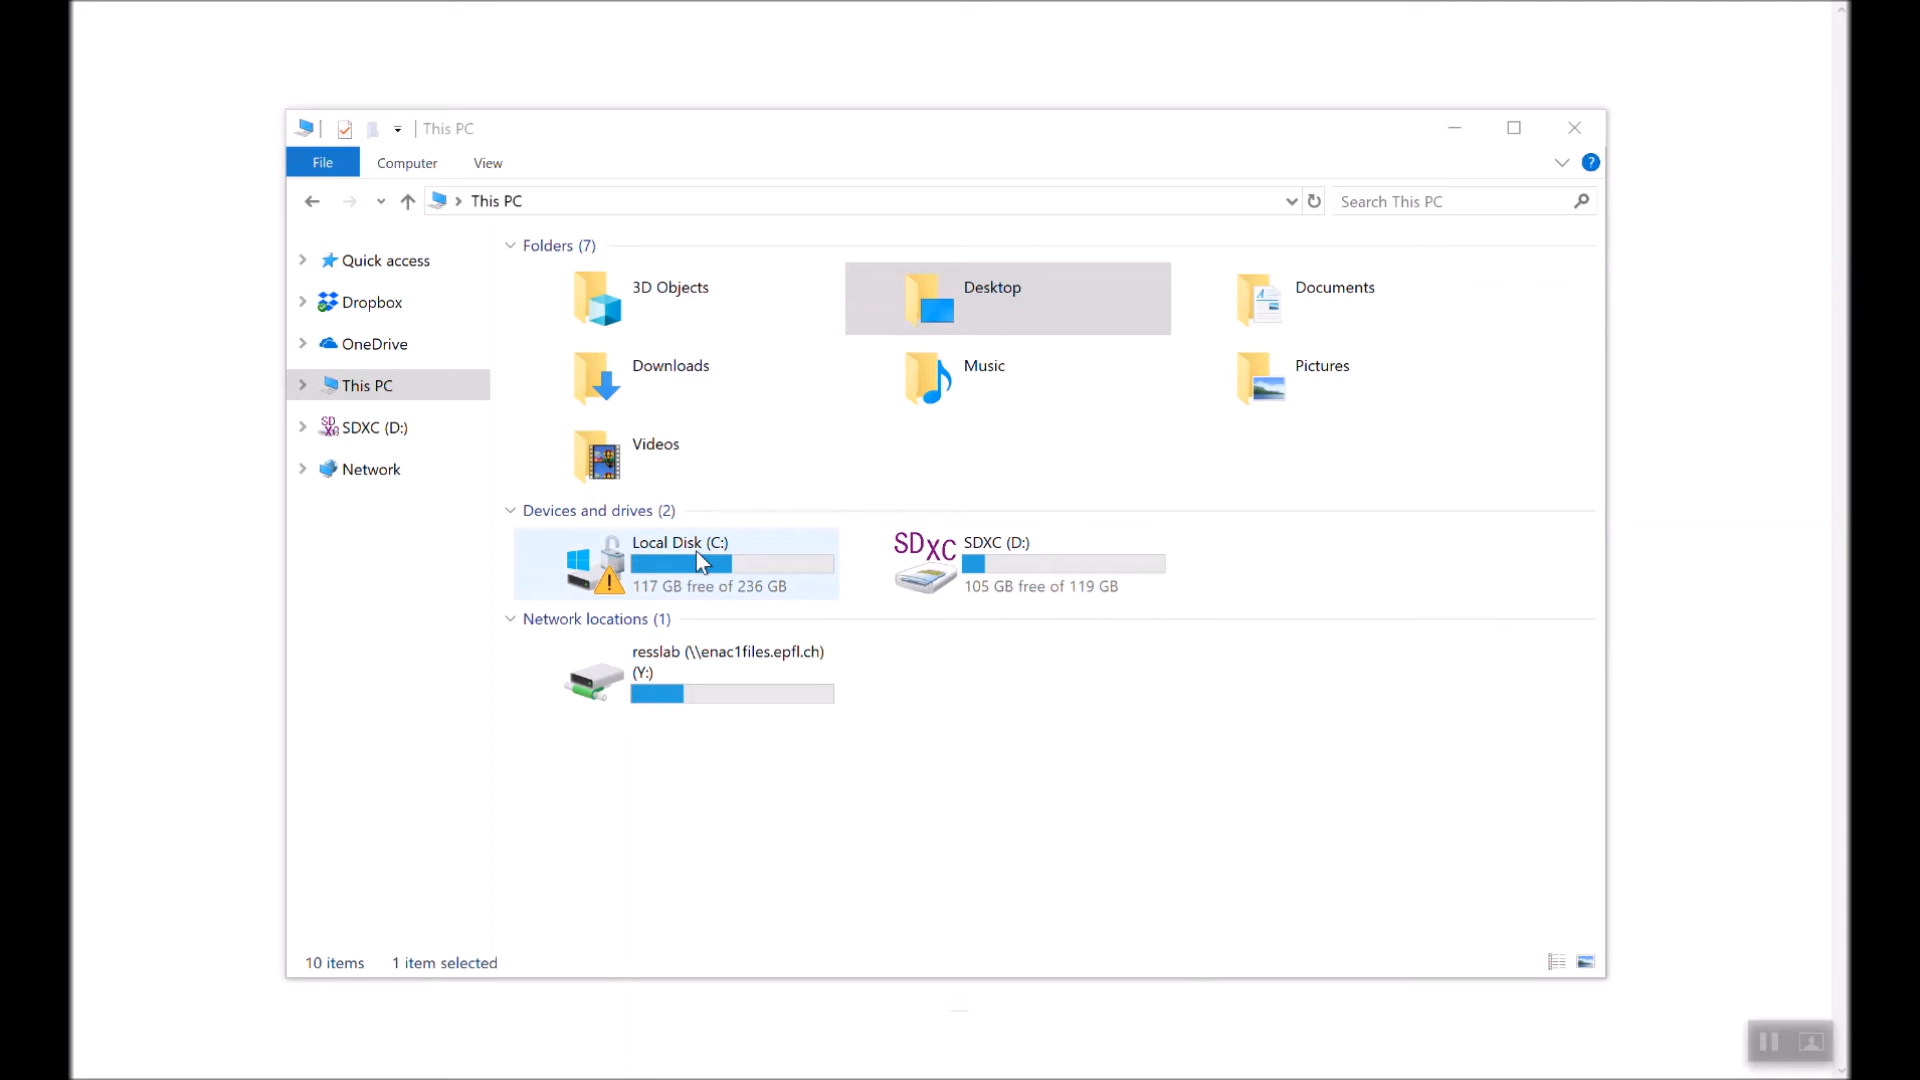 This PC
File Computer View
This PC
Search This PC
Quick access
Dropbox
OneDrive
This PC
SDXC (D:)
Network
Folders (7)
3D Objects
Desktop
Documents
Downloads
Music
Pictures
Videos
Devices and drives (2)
Local Disk (C:)
117 GB free of 236 GB
SDXC
SDXC (D:)
105 GB free of 119 GB
Network locations (1)
resslab (\\enac1files.epfl.ch)
(Y:)
10 items 1 item selected